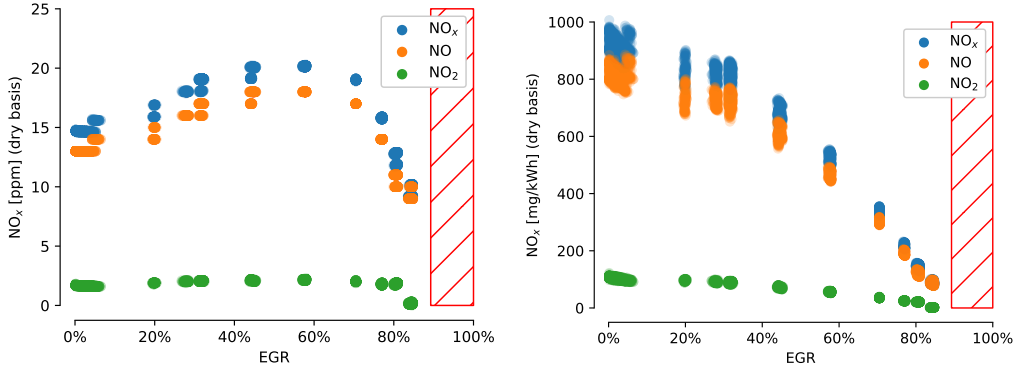 25
20
15
10
5
0
NOx [ppm] (dry basis)
NOx
NO
NO2
0%
20%
40%
60%
80%
100%
EGR
1000
800
600
400
200
0
NOx [mg/kWh] (dry basis)
NOx
NO
NO2
0%
20%
40%
60%
80%
100%
EGR